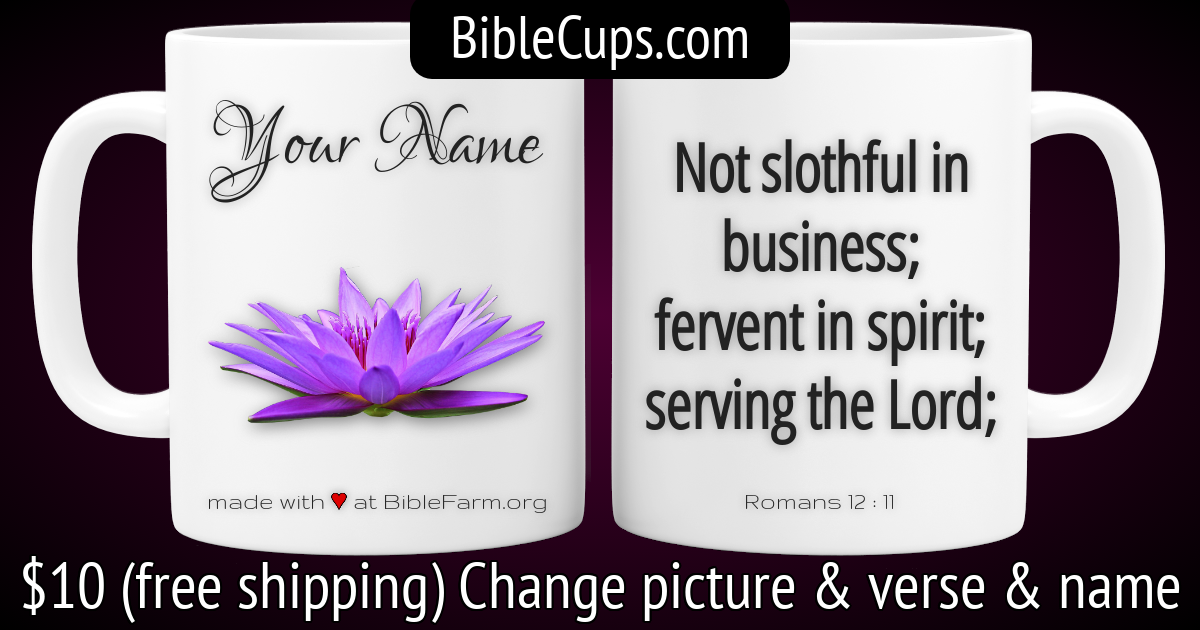 BibleCups.com
Your Name
made with ♥ at BibleFarm.org
Not slothful in
business;
fervent in spirit;
serving the Lord;
Romans 12 : 11
$10 (free shipping) Change picture & verse & name